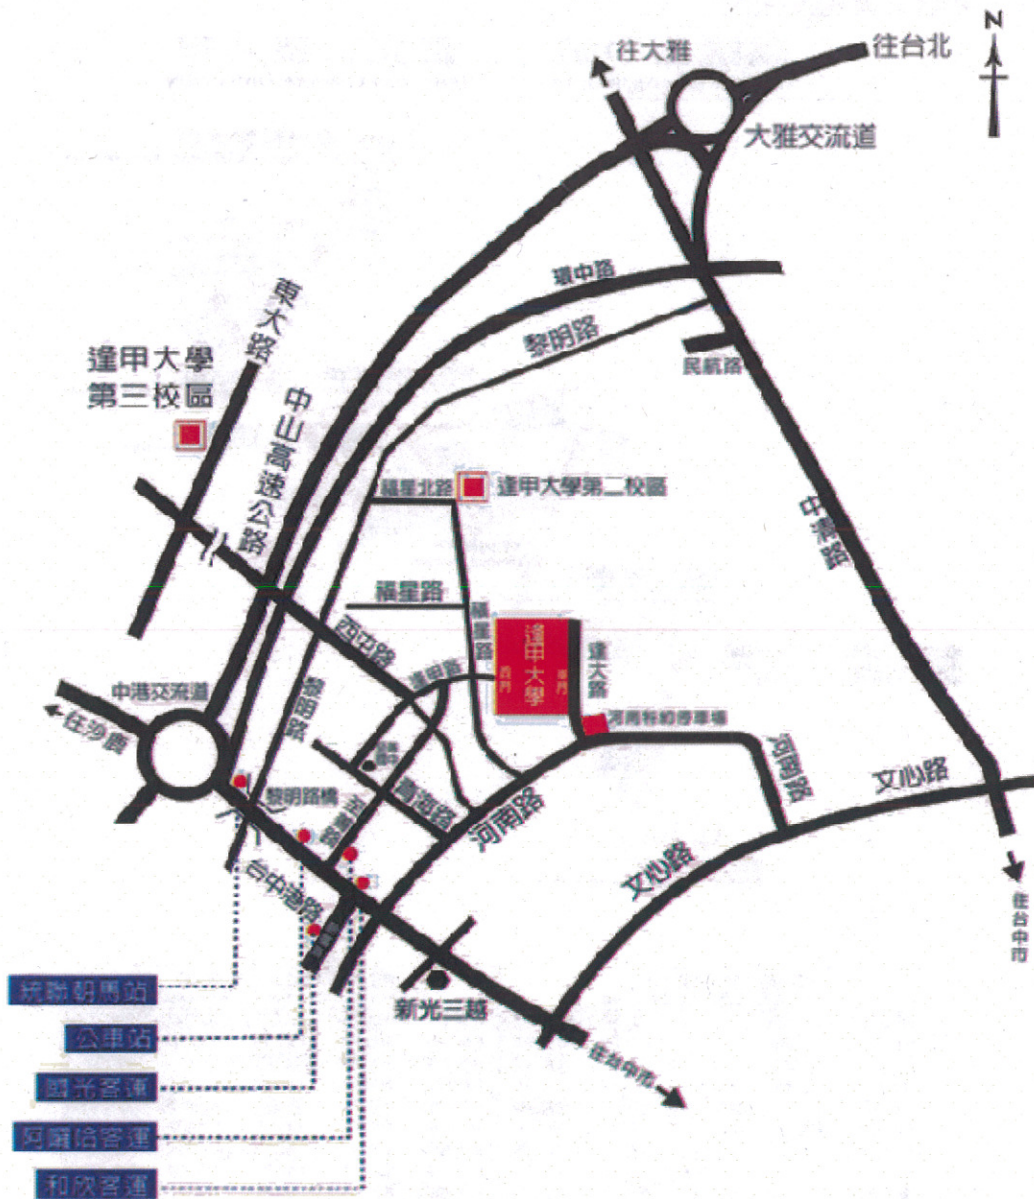 N
往台北
往大雅
大雅交流道
環中路
東大路
黎明路
逢甲大學
第三校區
民航路
中山高速公路
福星北路
逢甲大學第二校區
中清路
福星路
福星路
逢甲大學
西門
東門
逢大路
西屯路
逢甲路
黎明路
中港交流道
往沙鹿
河南路
文心路
黎明路橋
青海路
河南路
文心路
台中港路
往台中市
統聯朝馬站
新光三越
公車站
往台中市
國光客運
阿羅哈客運
和欣客運